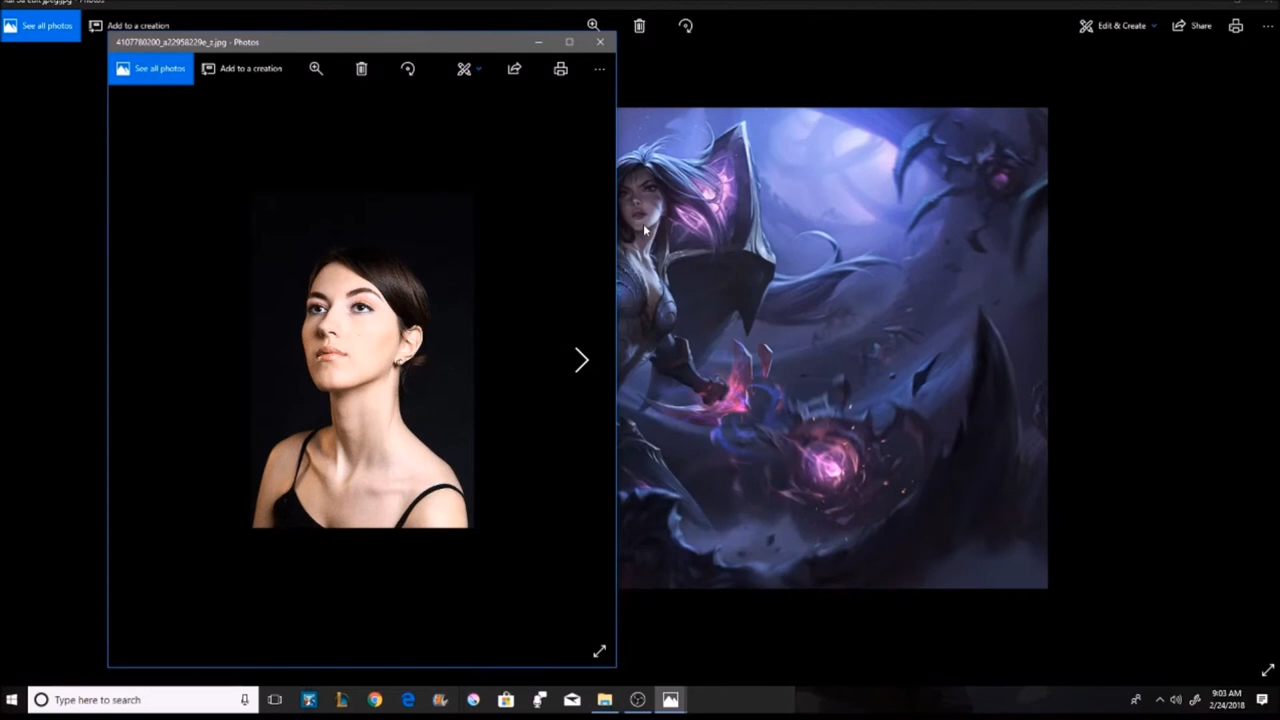 See all photos
Add to a creation
Edit & Create
Share
4107780200_a22958229e_z.jpg - Photos
See all photos
Add to a creation
Type here to search
9:03 AM
2/24/2018